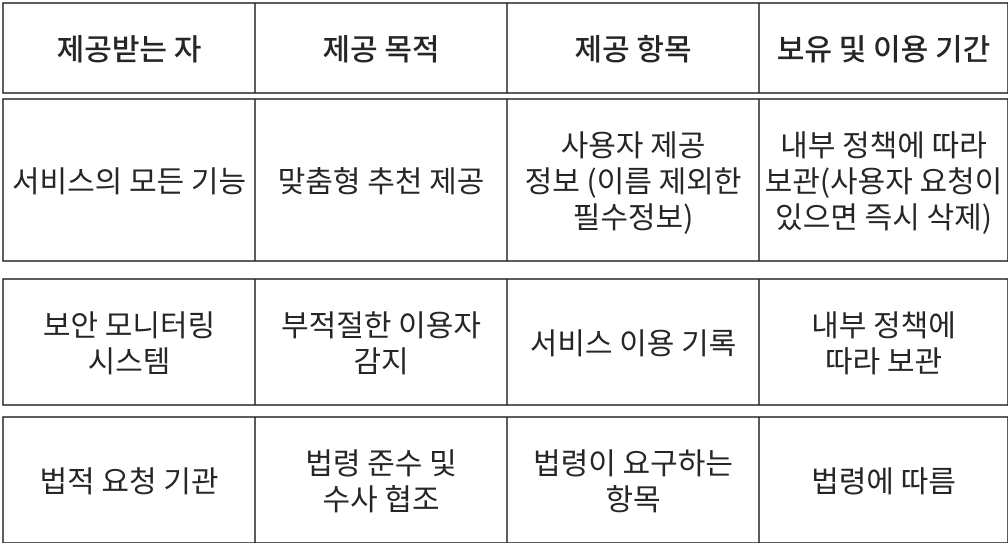 제공받는 자
제공 목적
제공 항목
보유 및 이용 기간
서비스의 모든 기능
맞춤형 추천 제공
사용자 제공
정보 (이름 제외한
필수정보)
내부 정책에 따라
보관(사용자 요청이
있으면 즉시 삭제)
보안 모니터링
시스템
부적절한 이용자
감지
서비스 이용 기록
내부 정책에
따라 보관
법적 요청 기관
법령 준수 및
수사 협조
법령이 요구하는
항목
법령에 따름